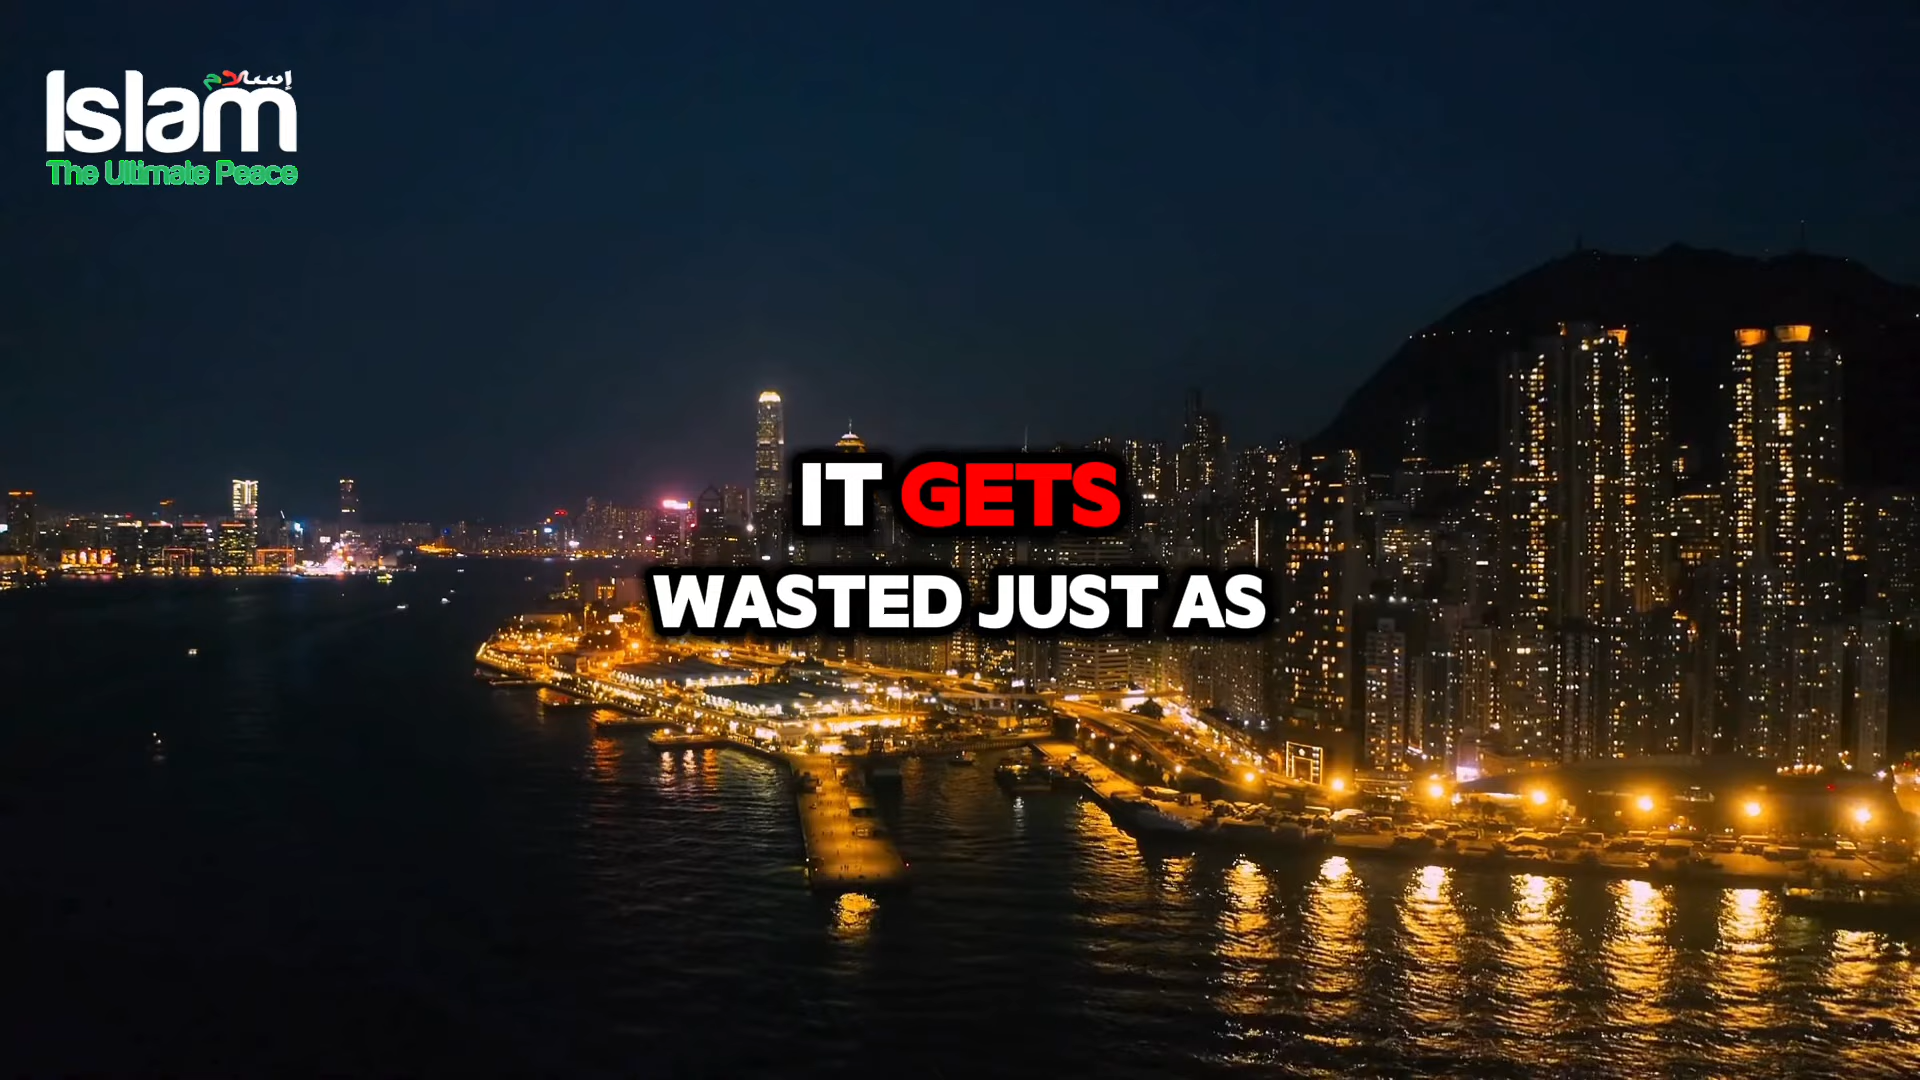 إسلام
Islam
The Ultimate Peace
IT GETS
WASTED JUST AS